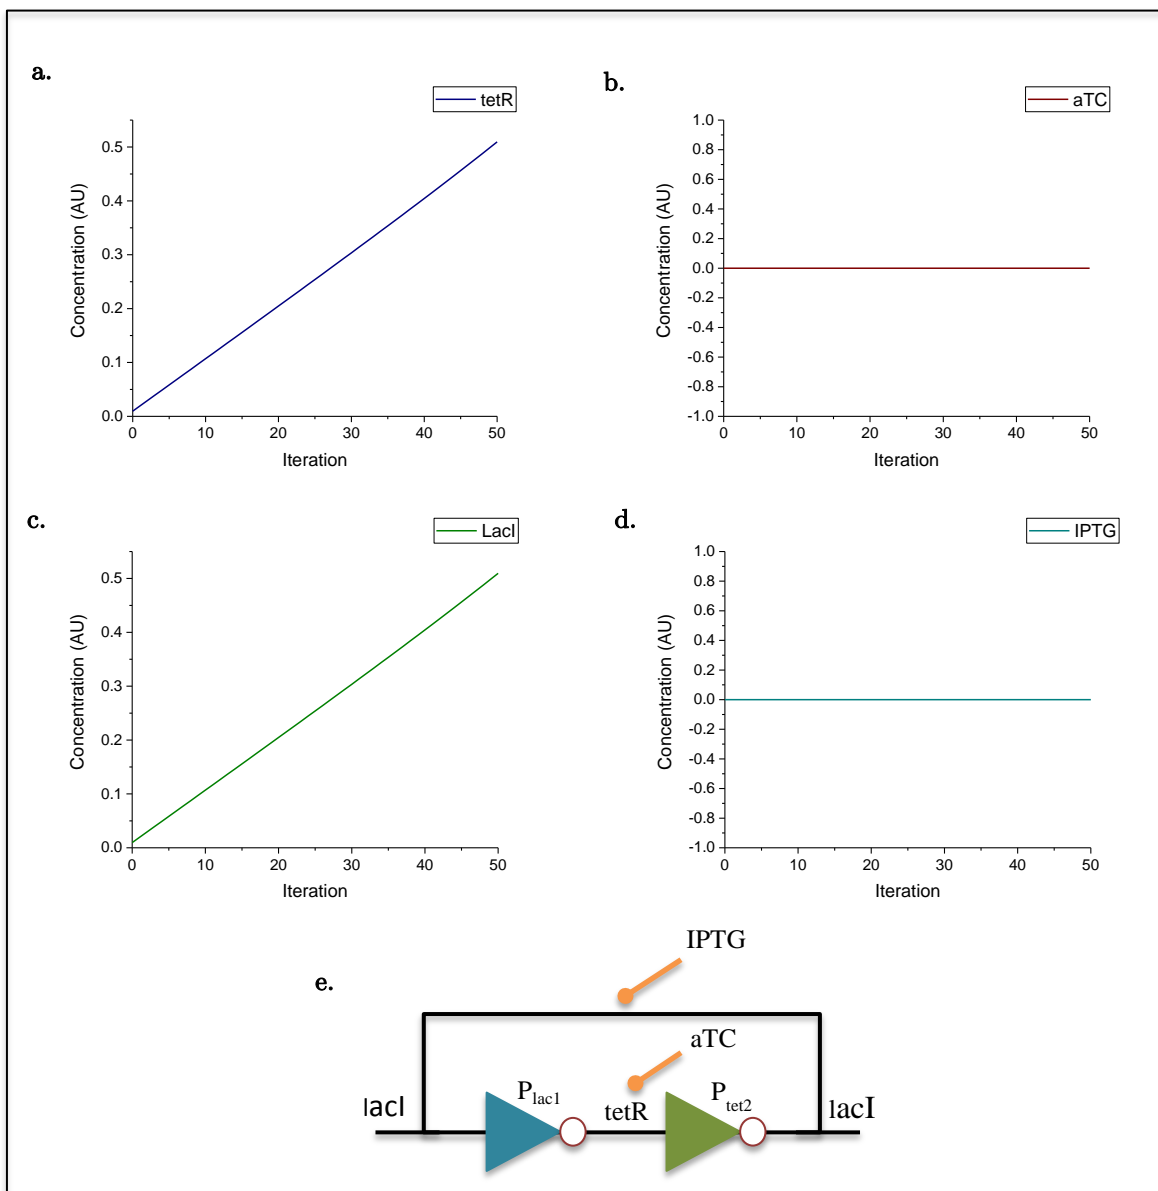 a.
tetR
Concentration (AU)
0.5
0.4
0.3
0.2
0.1
0.0
0 10 20 30 40 50
Iteration
b.
aTC
Concentration (AU)
1.0
0.8
0.6
0.4
0.2
0.0
-0.2
-0.4
-0.6
-0.8
-1.0
0 10 20 30 40 50
Iteration
c.
LacI
Concentration (AU)
0.5
0.4
0.3
0.2
0.1
0.0
0 10 20 30 40 50
Iteration
d.
IPTG
Concentration (AU)
1.0
0.8
0.6
0.4
0.2
0.0
-0.2
-0.4
-0.6
-0.8
-1.0
0 10 20 30 40 50
Iteration
e.
IPTG
aTC
lacI
Plac1
tetR
Ptet2
lacI